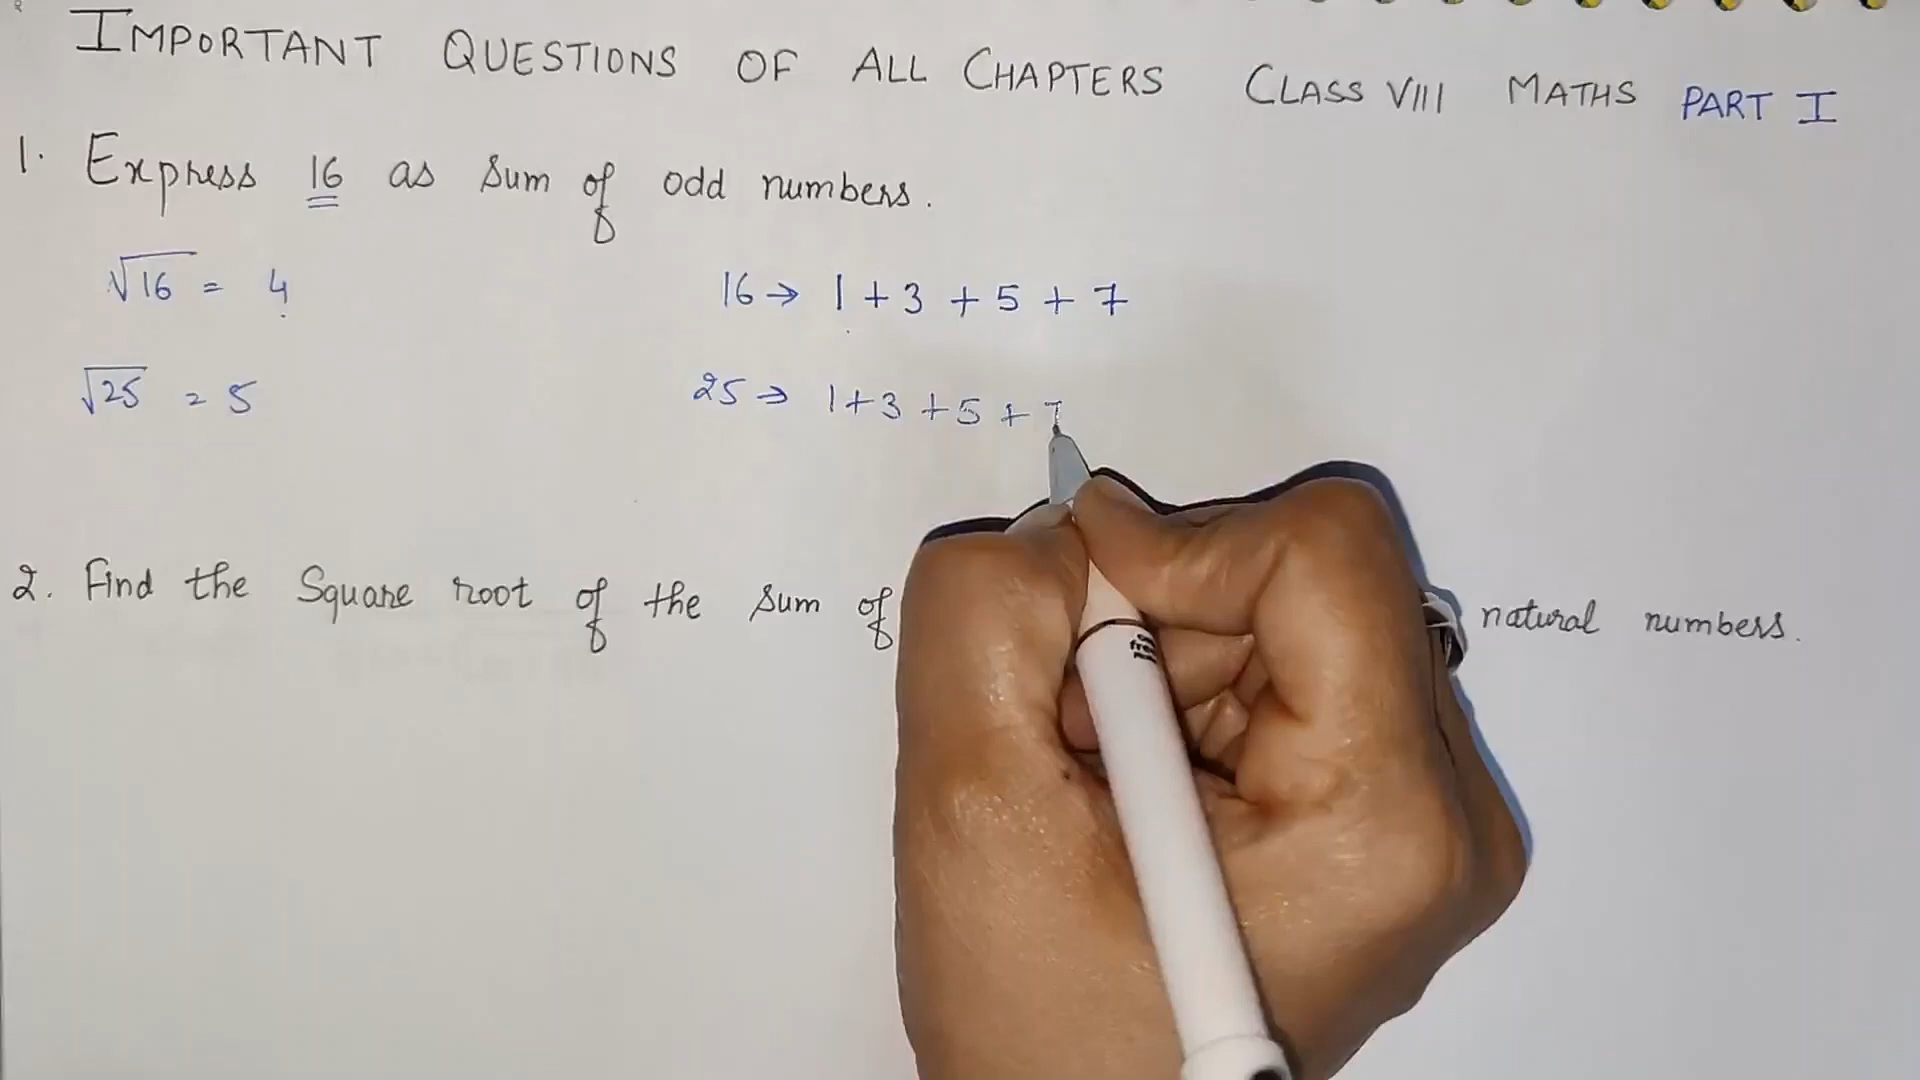 IMPORTANT QUESTIONS OF ALL CHAPTERS CLASS VIII MATHS PART I
1. Express 16 as sum of odd numbers.
√16 = 4
16 → 1 + 3 + 5 + 7
√25 = 5
25 → 1 + 3 + 5 + 7
2. Find the Square root of the sum of natural numbers.